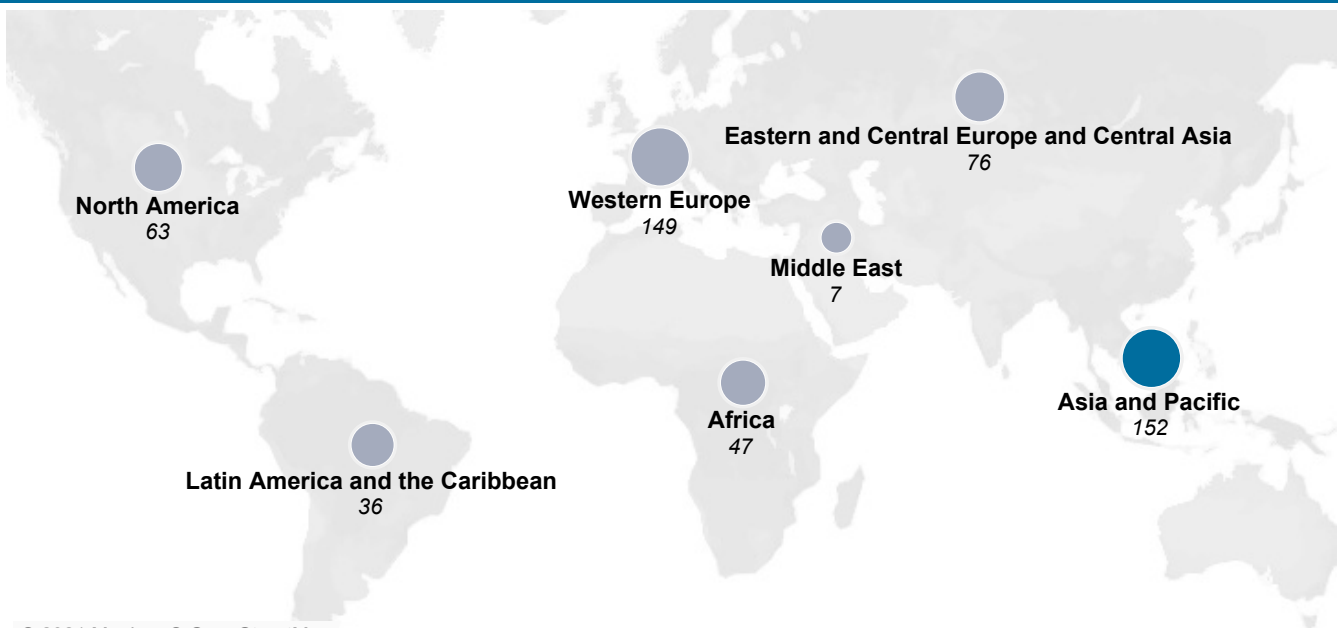 Eastern and Central Europe and Central Asia
76
North America
63
Western Europe
149
Middle East
7
Asia and Pacific
152
Africa
47
Latin America and the Caribbean
36